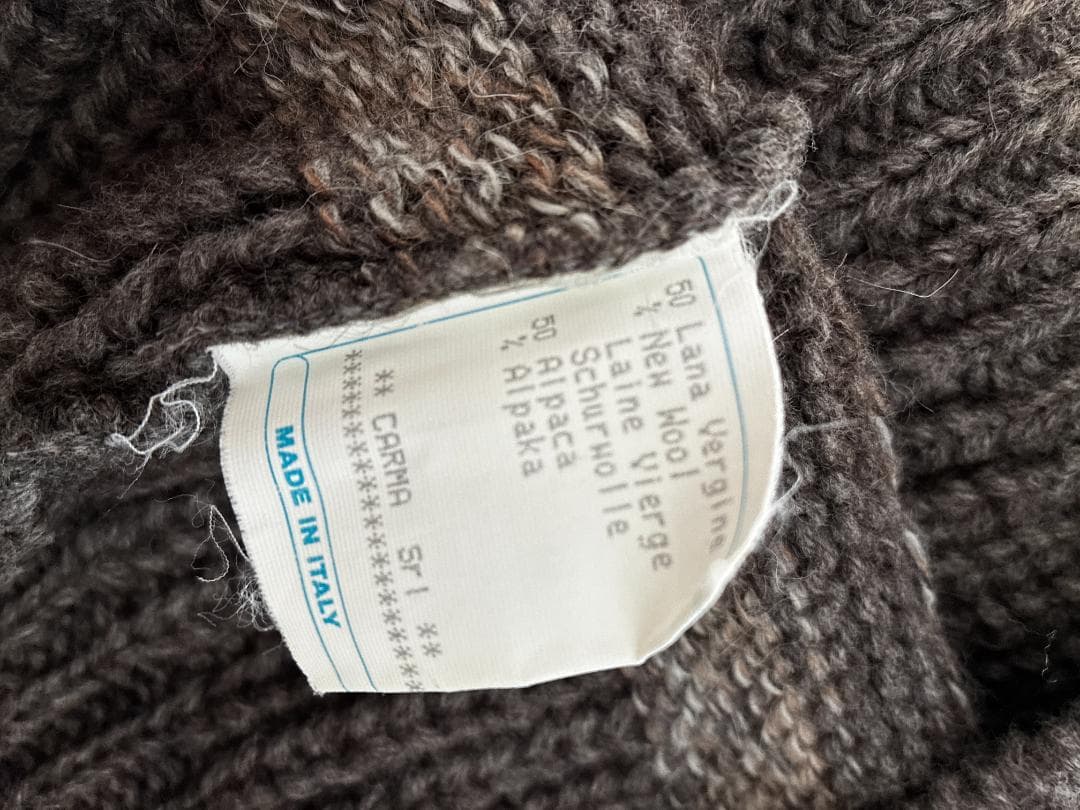 50 Lana Vergine
% New Wool
Laine Vierge
Schurwolle
50 Alpaca
% Alpaka
** CARMA Srl **
******************
MADE IN ITALY